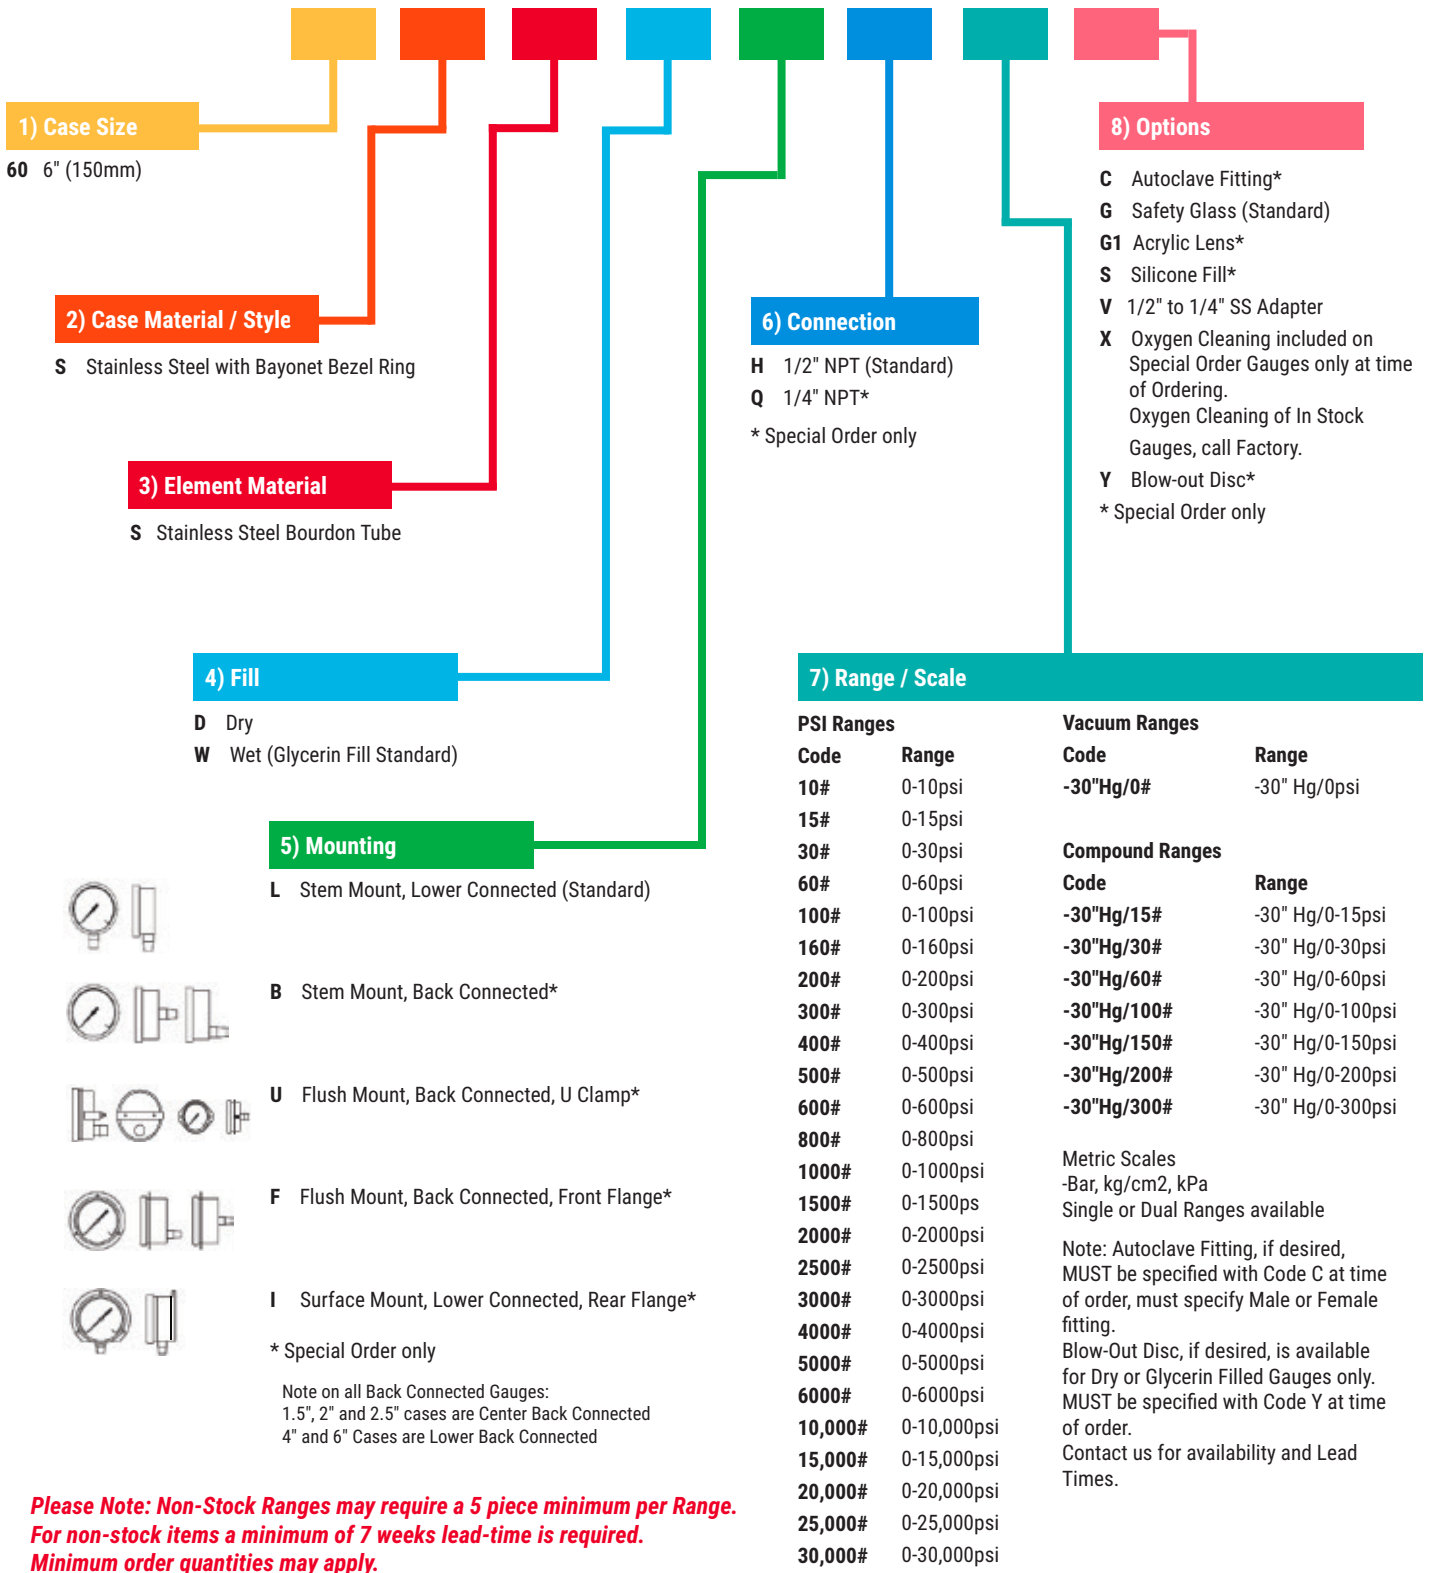 1) Case Size
60 6" (150mm)
2) Case Material / Style
S Stainless Steel with Bayonet Bezel Ring
3) Element Material
S Stainless Steel Bourdon Tube
4) Fill
D Dry
W Wet (Glycerin Fill Standard)
5) Mounting
L Stem Mount, Lower Connected (Standard)
B Stem Mount, Back Connected*
U Flush Mount, Back Connected, U Clamp*
F Flush Mount, Back Connected, Front Flange*
I Surface Mount, Lower Connected, Rear Flange*
* Special Order only
Note on all Back Connected Gauges:
1.5", 2" and 2.5" cases are Center Back Connected
4" and 6" Cases are Lower Back Connected
Please Note: Non-Stock Ranges may require a 5 piece minimum per Range.
For non-stock items a minimum of 7 weeks lead-time is required.
Minimum order quantities may apply.
6) Connection
H 1/2" NPT (Standard)
Q 1/4" NPT*
* Special Order only
8) Options
C Autoclave Fitting*
G Safety Glass (Standard)
G1 Acrylic Lens*
S Silicone Fill*
V 1/2" to 1/4" SS Adapter
X Oxygen Cleaning included on
Special Order Gauges only at time
of Ordering.
Oxygen Cleaning of In Stock
Gauges, call Factory.
Y Blow-out Disc*
* Special Order only
7) Range / Scale
PSI Ranges
Code Range
10# 0-10psi
15# 0-15psi
30# 0-30psi
60# 0-60psi
100# 0-100psi
160# 0-160psi
200# 0-200psi
300# 0-300psi
400# 0-400psi
500# 0-500psi
600# 0-600psi
800# 0-800psi
1000# 0-1000psi
1500# 0-1500ps
2000# 0-2000psi
2500# 0-2500psi
3000# 0-3000psi
4000# 0-4000psi
5000# 0-5000psi
6000# 0-6000psi
10,000# 0-10,000psi
15,000# 0-15,000psi
20,000# 0-20,000psi
25,000# 0-25,000psi
30,000# 0-30,000psi
Vacuum Ranges
Code Range
-30"Hg/0# -30" Hg/0psi
Compound Ranges
Code Range
-30"Hg/15# -30" Hg/0-15psi
-30"Hg/30# -30" Hg/0-30psi
-30"Hg/60# -30" Hg/0-60psi
-30"Hg/100# -30" Hg/0-100psi
-30"Hg/150# -30" Hg/0-150psi
-30"Hg/200# -30" Hg/0-200psi
-30"Hg/300# -30" Hg/0-300psi
Metric Scales
-Bar, kg/cm2, kPa
Single or Dual Ranges available
Note: Autoclave Fitting, if desired,
MUST be specified with Code C at time
of order, must specify Male or Female
fitting.
Blow-Out Disc, if desired, is available
for Dry or Glycerin Filled Gauges only.
MUST be specified with Code Y at time
of order.
Contact us for availability and Lead
Times.